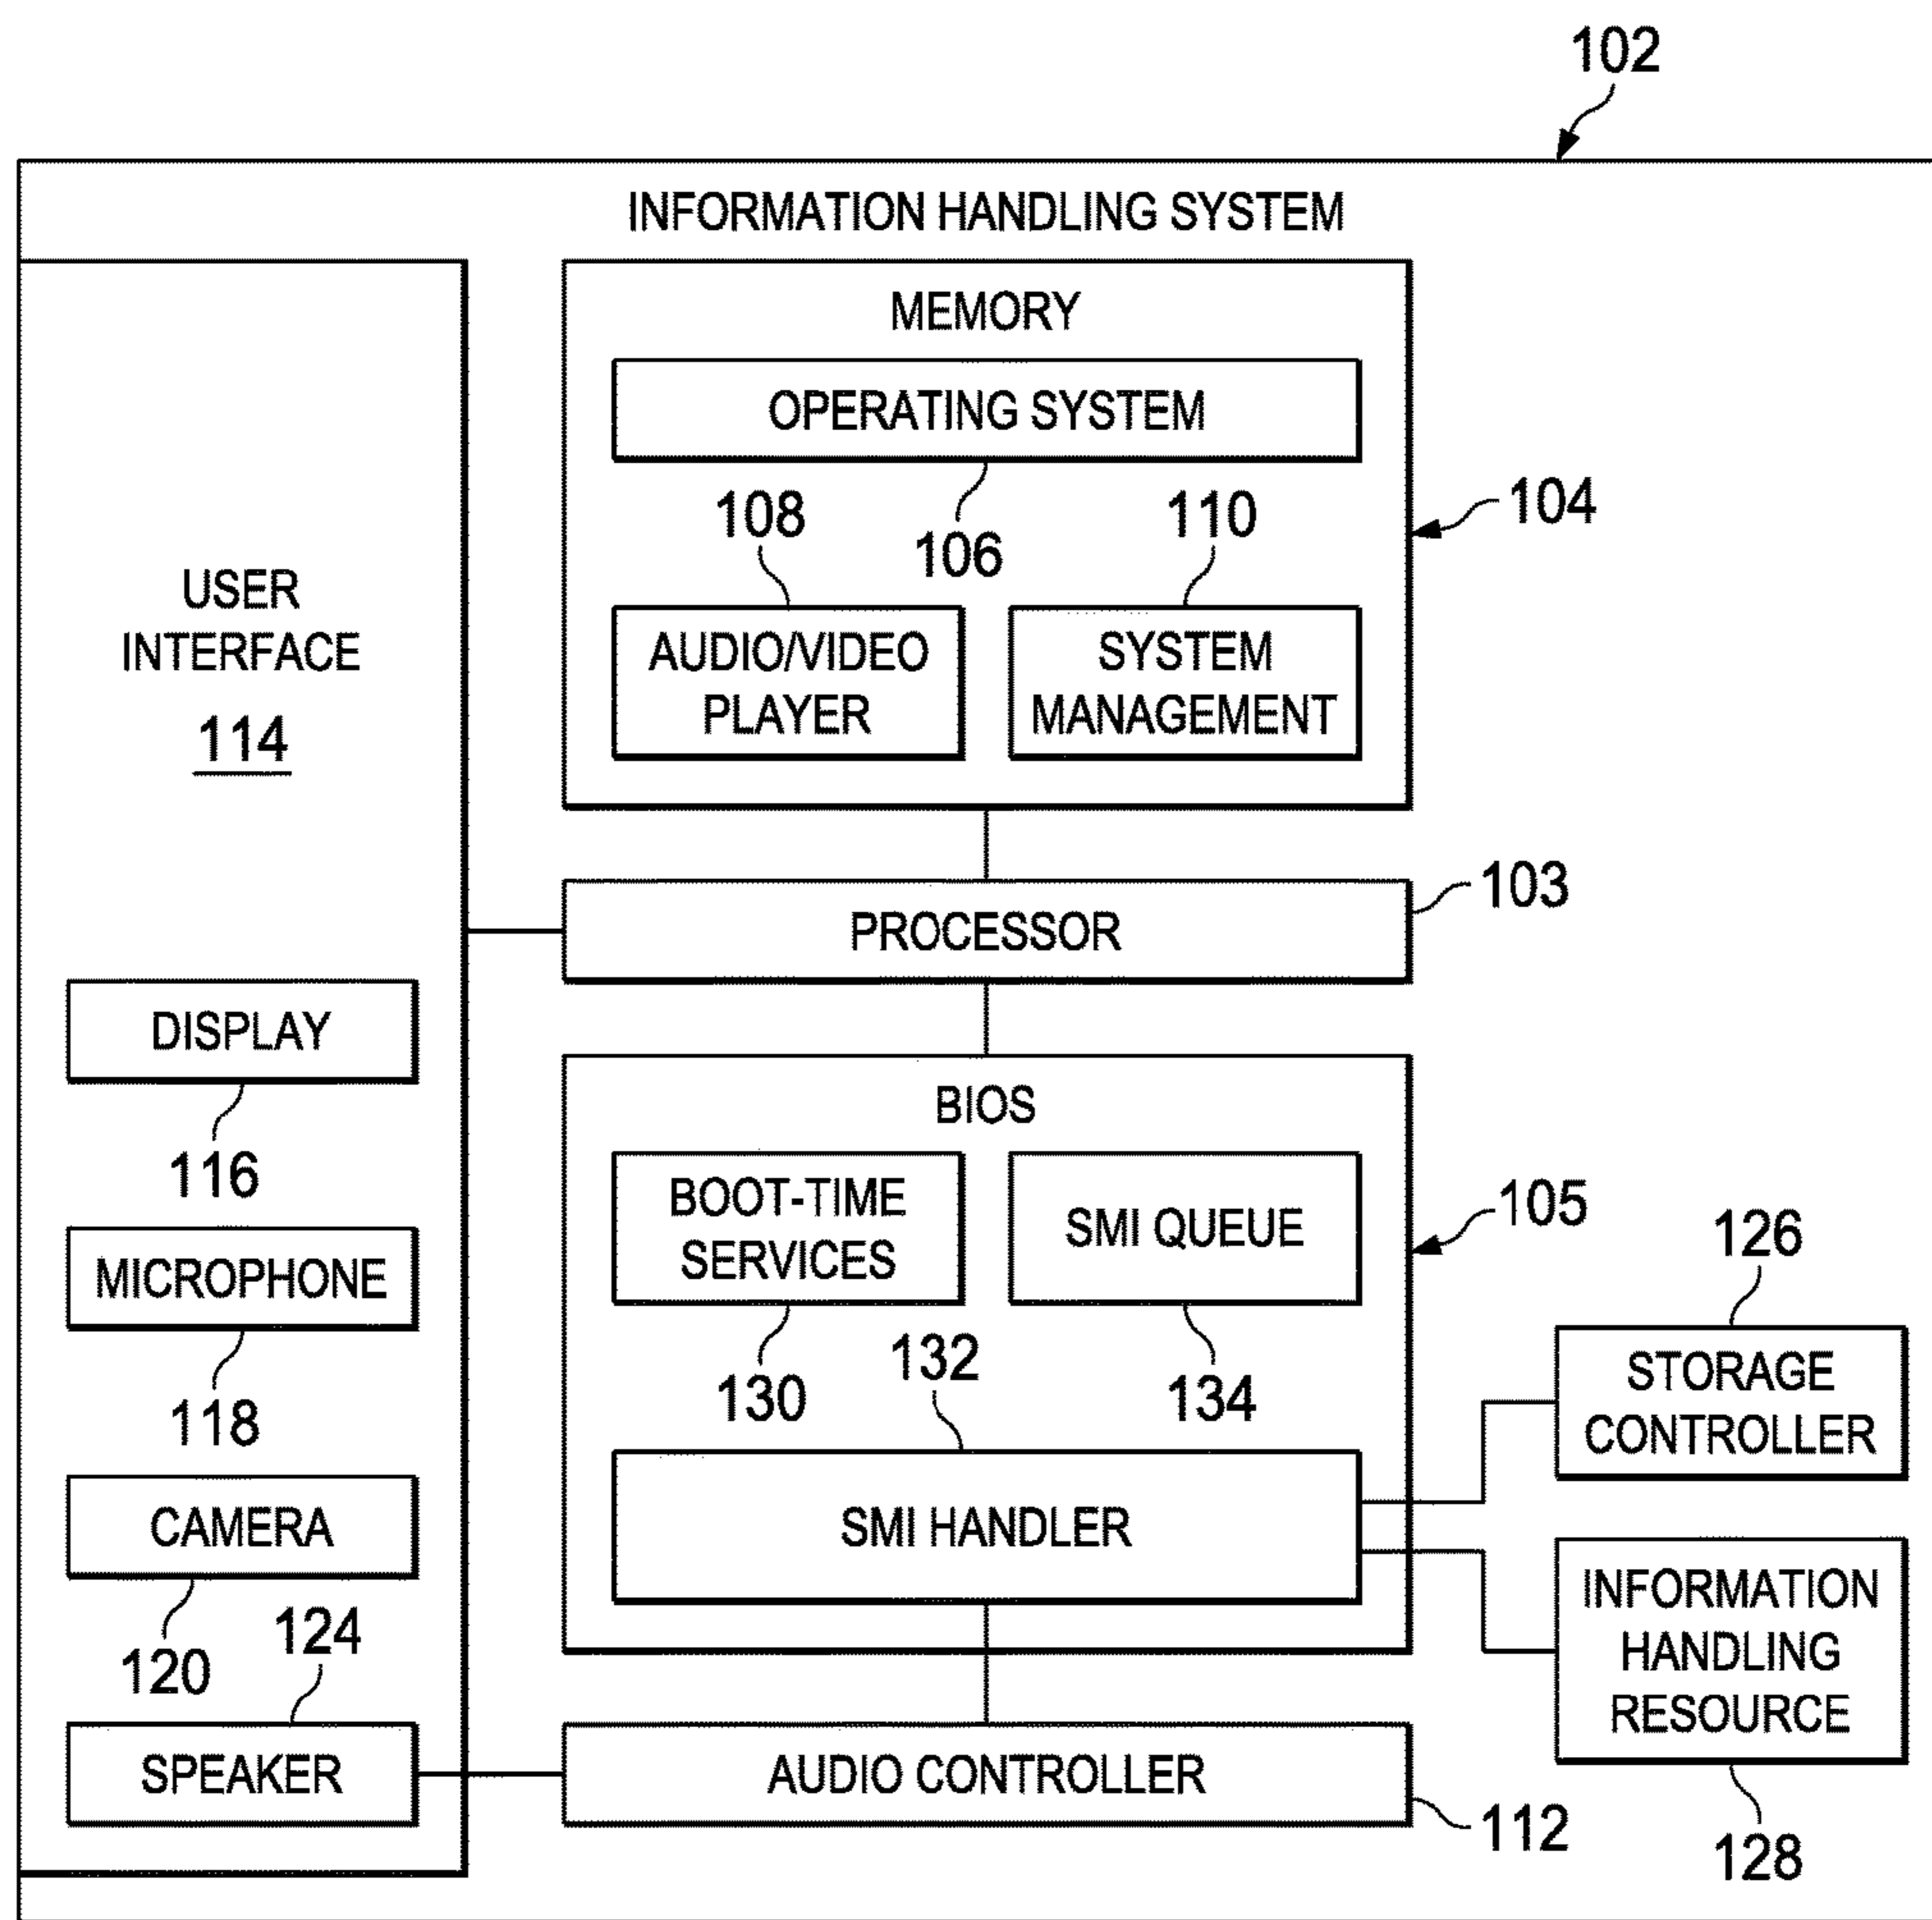 102
INFORMATION HANDLING SYSTEM
USER
INTERFACE
114
DISPLAY
116
MICROPHONE
118
CAMERA
120
124
SPEAKER
MEMORY
OPERATING SYSTEM
106
108
110
AUDIO/VIDEO
PLAYER
SYSTEM
MANAGEMENT
104
PROCESSOR
103
BIOS
BOOT-TIME
SERVICES
130
SMI QUEUE
134
105
132
SMI HANDLER
126
STORAGE
CONTROLLER
INFORMATION
HANDLING
RESOURCE
128
AUDIO CONTROLLER
112